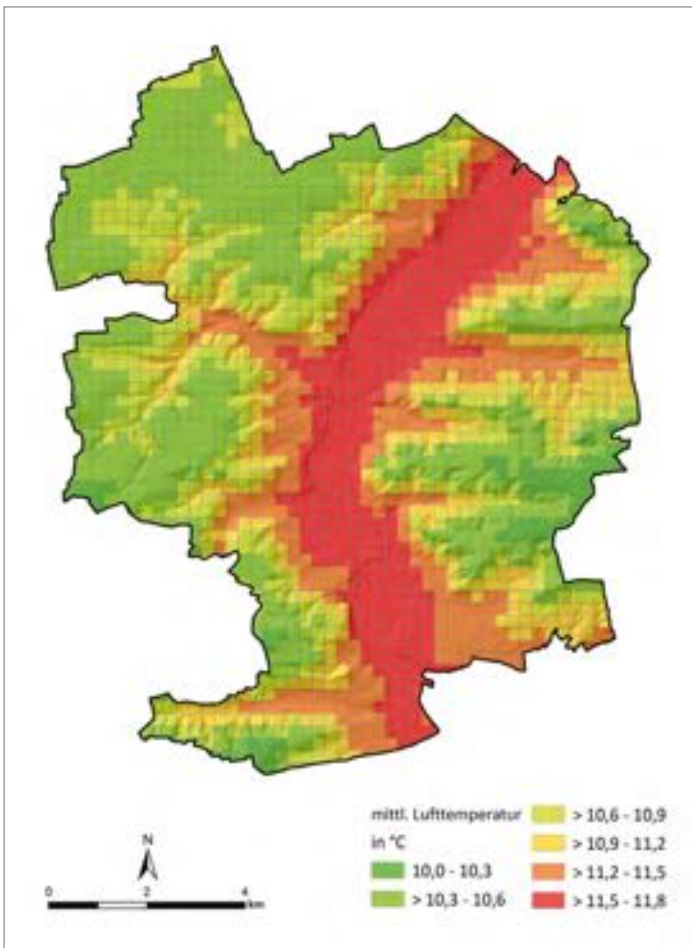 mittl. Lufttemperatur
in °C
10,0 - 10,3
> 10,3 - 10,6
> 10,6 - 10,9
> 10,9 - 11,2
> 11,2 - 11,5
> 11,5 - 11,8
N
0 2 4
km